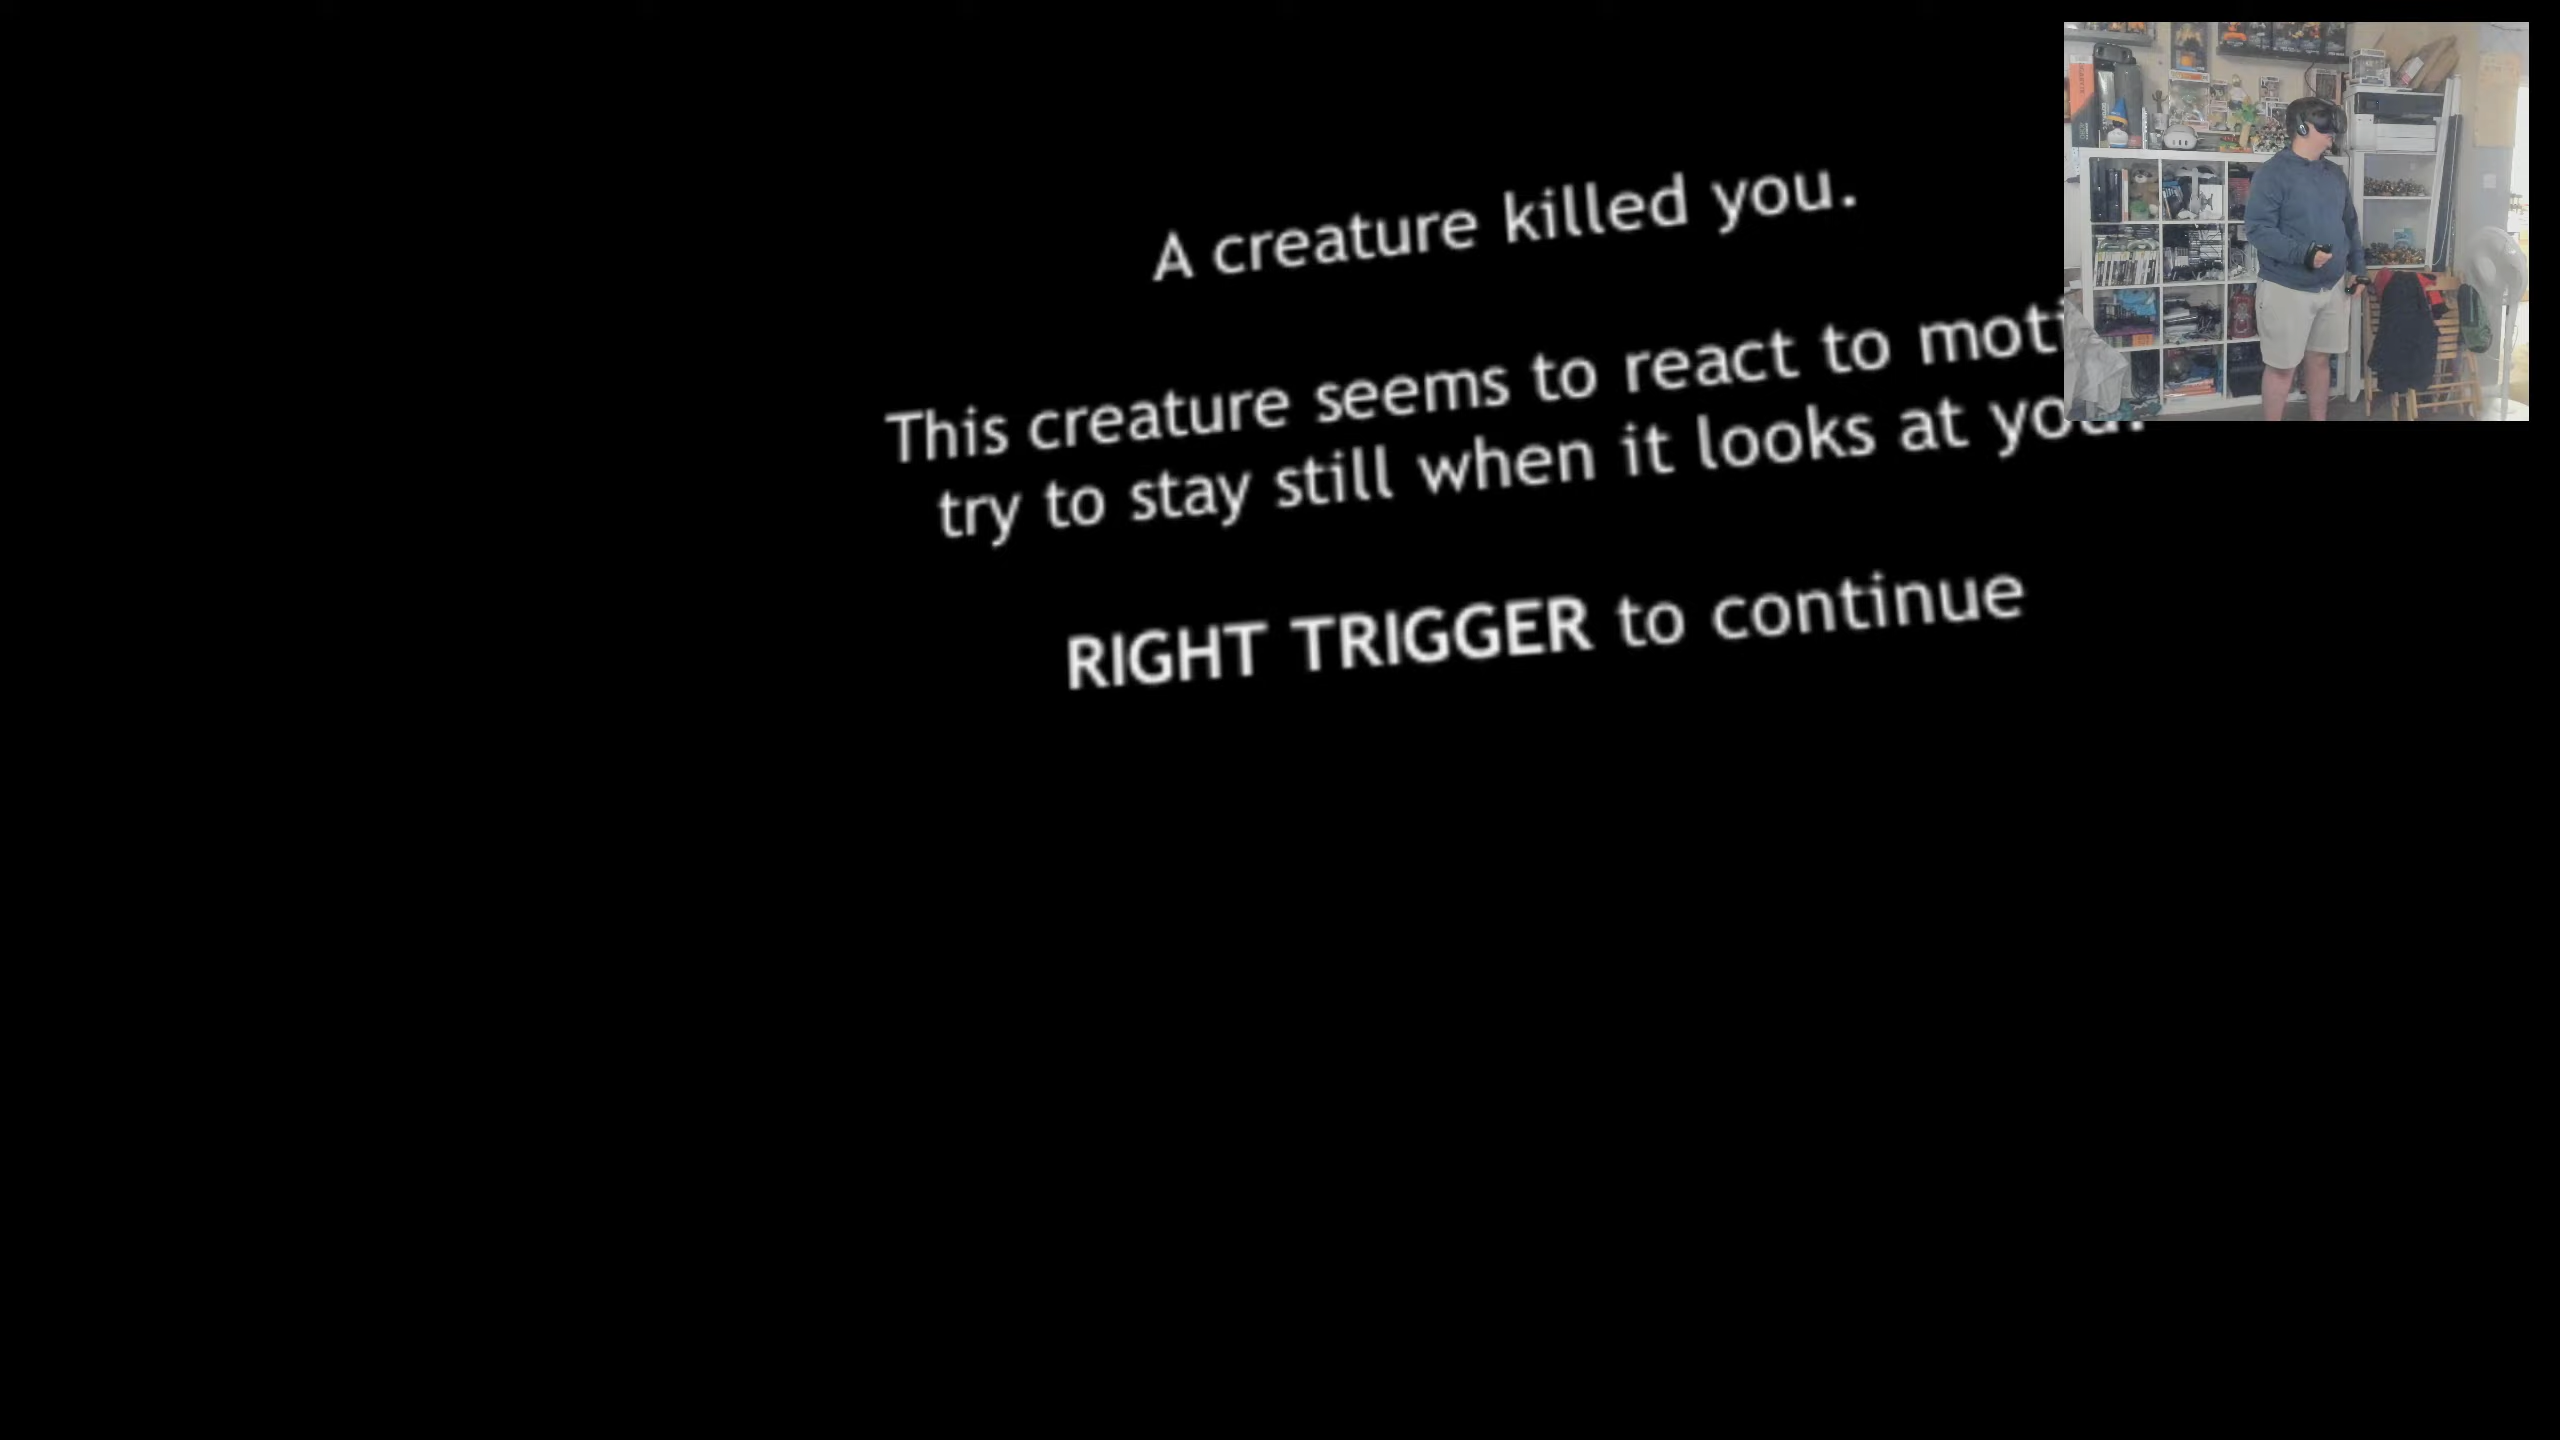 A creature killed you.
This creature seems to react to
try to stay still when it looks at
RIGHT TRIGGER to continue